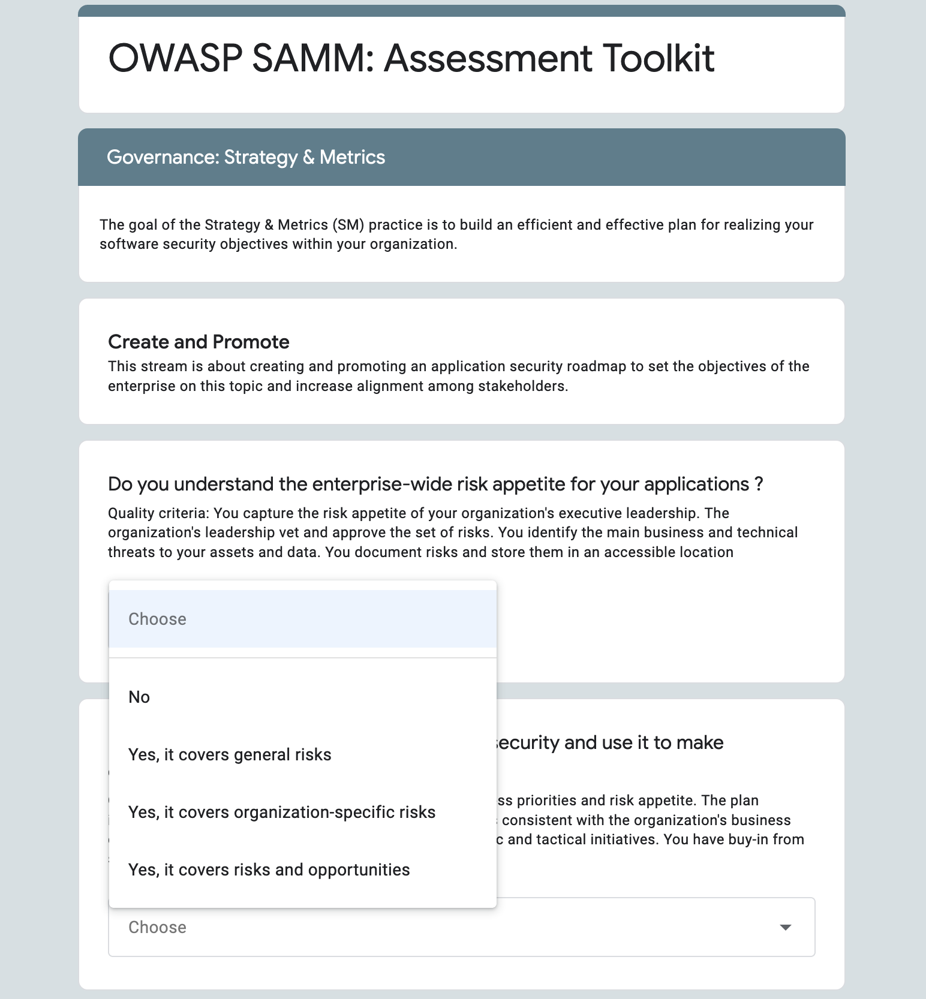 OWASP SAMM: Assessment Toolkit
Governance: Strategy & Metrics
The goal of the Strategy & Metrics (SM) practice is to build an efficient and effective plan for realizing your
software security objectives within your organization.
Create and Promote
This stream is about creating and promoting an application security roadmap to set the objectives of the
enterprise on this topic and increase alignment among stakeholders.
Do you understand the enterprise-wide risk appetite for your applications ?
Quality criteria: You capture the risk appetite of your organization's executive leadership. The
organization's leadership vet and approve the set of risks. You identify the main business and technical
threats to your assets and data. You document risks and store them in an accessible location
Choose
No
Yes, it covers general risks
Yes, it covers organization-specific risks
Yes, it covers risks and opportunities
security and use it to make
priorities and risk appetite. The plan
consistent with the organization's business
and tactical initiatives. You have buy-in from
Choose